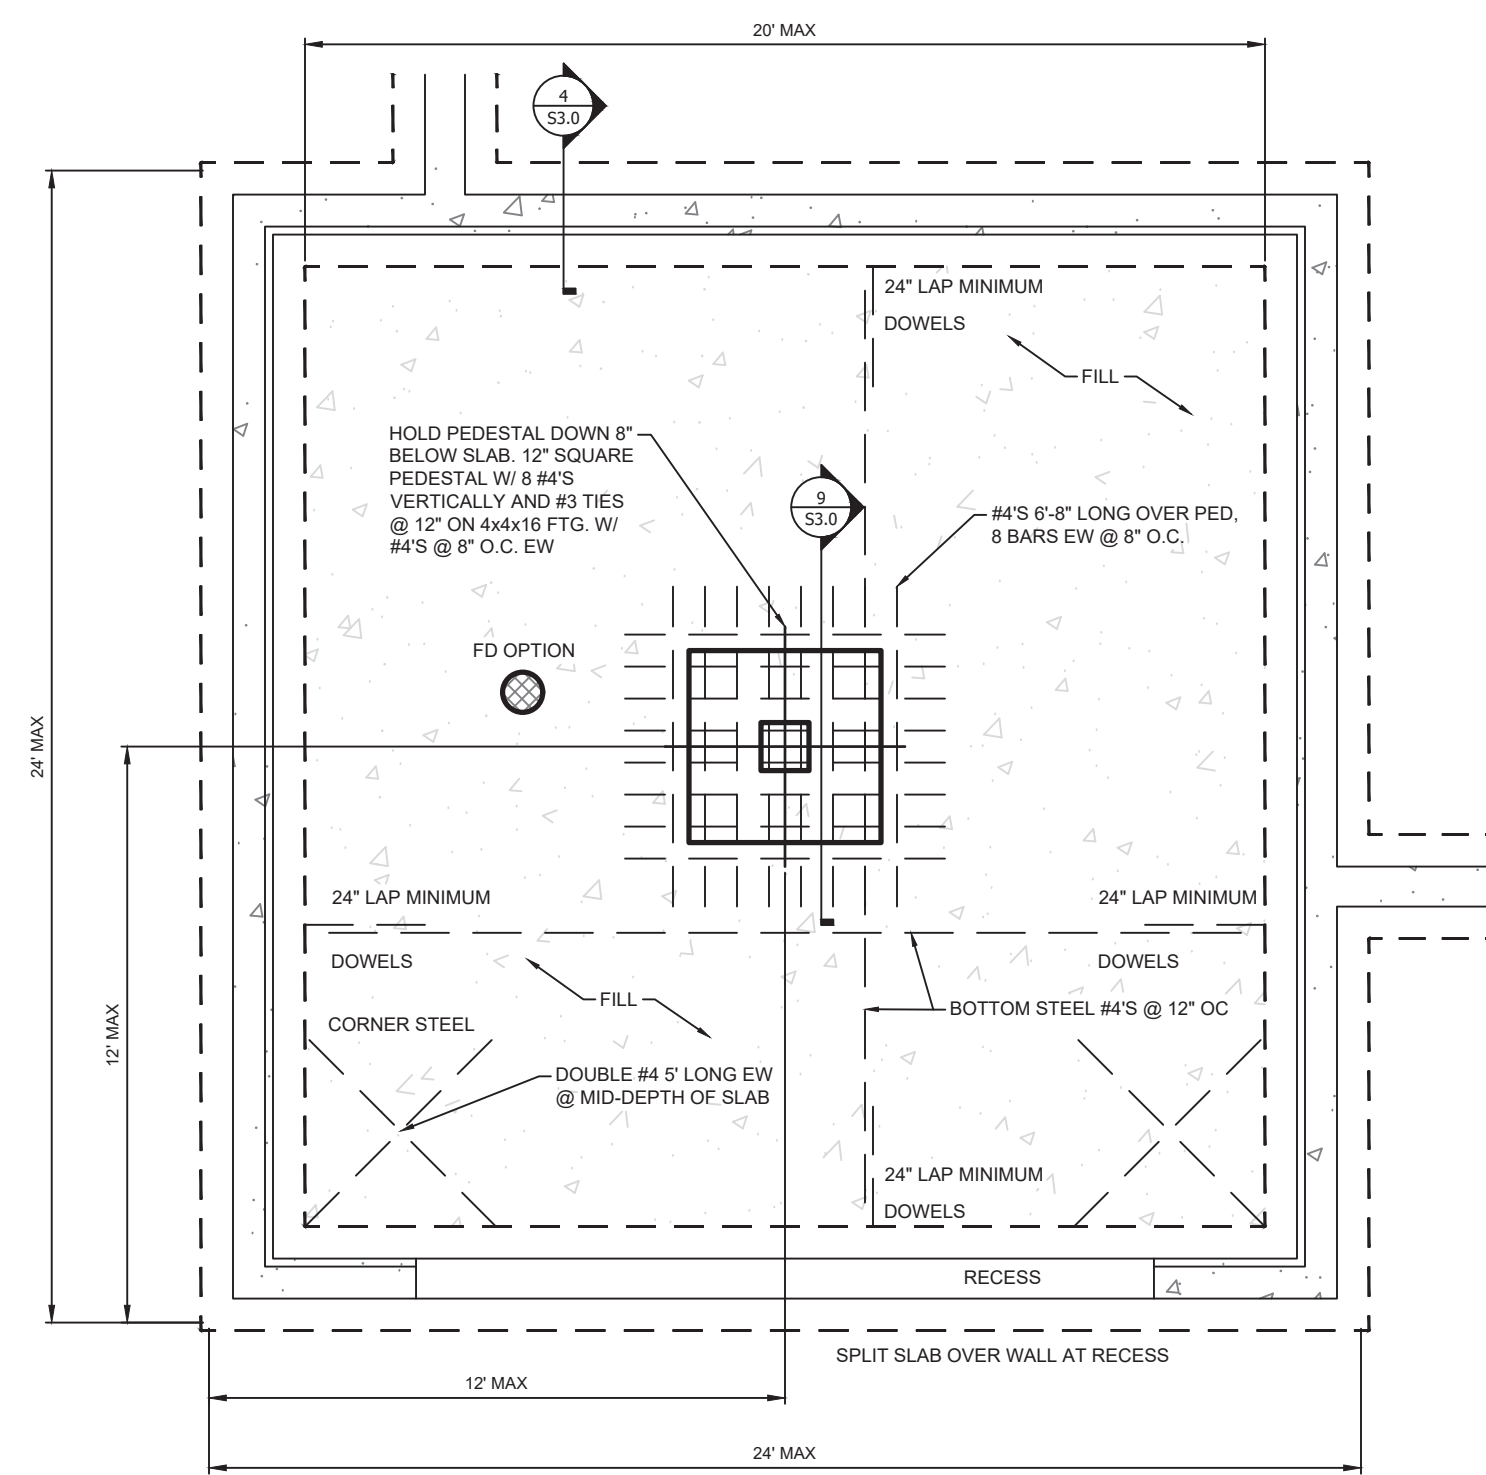 20' MAX
4
S3.0
24" LAP MINIMUM
DOWELS
FILL
HOLD PEDESTAL DOWN 8"
BELOW SLAB. 12" SQUARE
PEDESTAL W/ 8 #4'S
VERTICALLY AND #3 TIES
@ 12" ON 4x4x16 FTG. W/
#4'S @ 8" O.C. EW
9
S3.0
#4'S 6'-8" LONG OVER PED,
8 BARS EW @ 8" O.C.
FD OPTION
24' MAX
24" LAP MINIMUM
24" LAP MINIMUM
DOWELS
DOWELS
FILL
BOTTOM STEEL #4'S @ 12" OC
CORNER STEEL
12' MAX
DOUBLE #4 5' LONG EW
@ MID-DEPTH OF SLAB
24" LAP MINIMUM
DOWELS
RECESS
SPLIT SLAB OVER WALL AT RECESS
12' MAX
24' MAX